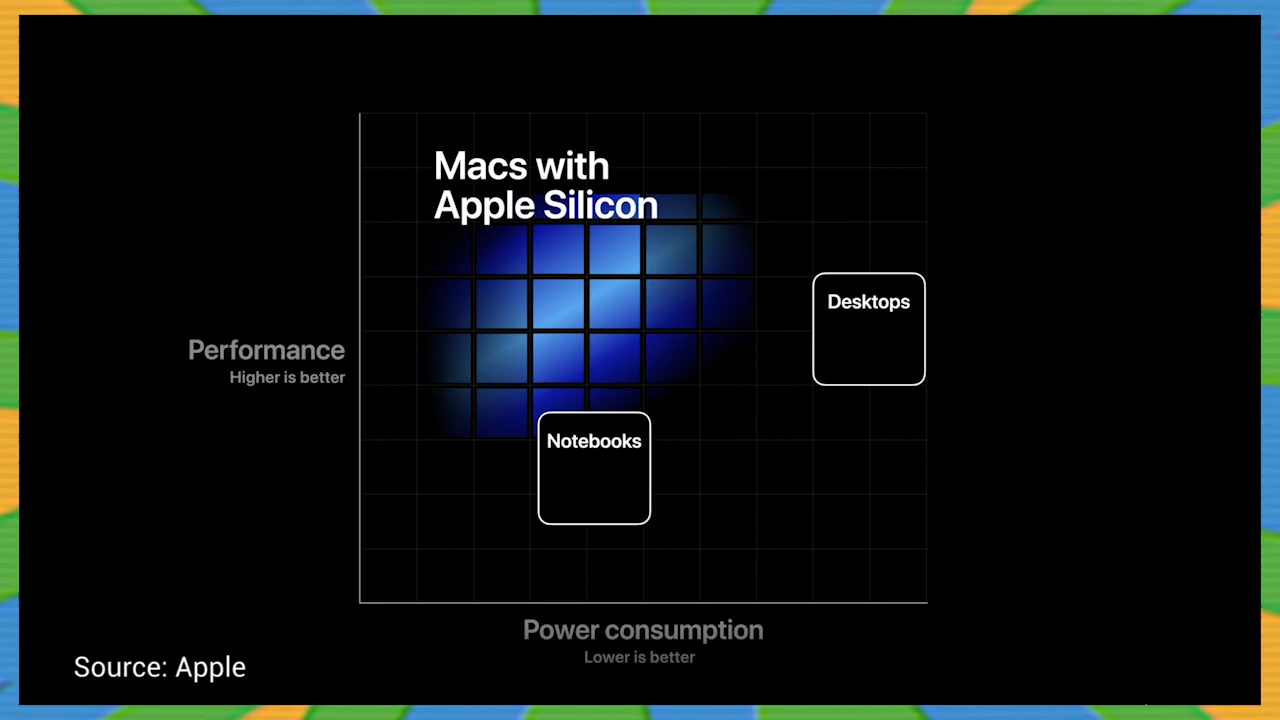 Macs with
Apple Silicon
Desktops
Performance
Higher is better
Notebooks
Power consumption
Lower is better
Source: Apple